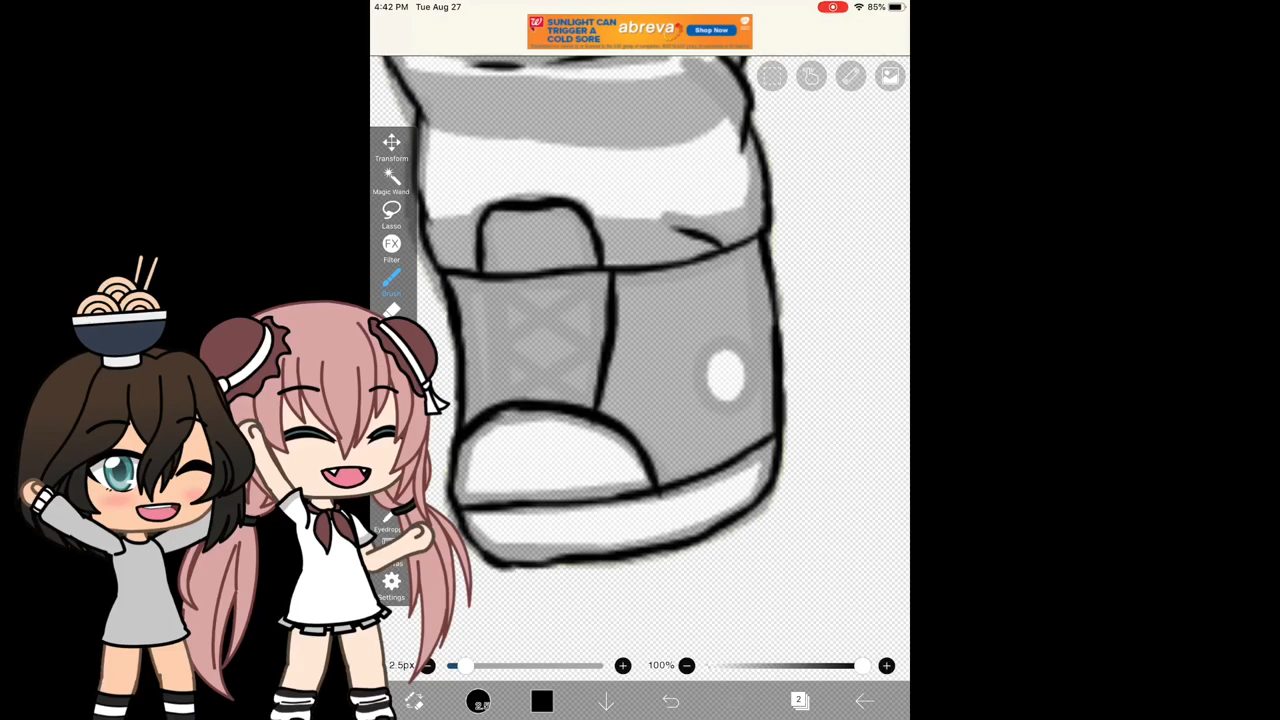 4:42 PM Tue Aug 27
85%
SUNLIGHT CAN
TRIGGER A
COLD SORE
abreva
Shop Now
Transform
Magic Wand
Lasso
FX
Filter
Brush
Settings
2.5px
100%
2